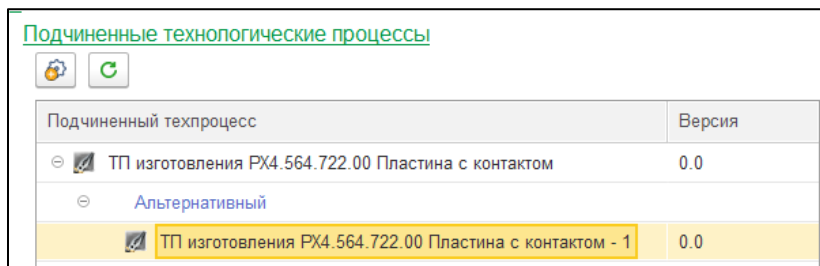 Подчиненные технологические процессы
Подчиненный техпроцесс Версия
ТП изготовления РХ4.564.722.00 Пластина с контактом 0.0
Альтернативный
ТП изготовления РХ4.564.722.00 Пластина с контактом - 1 0.0